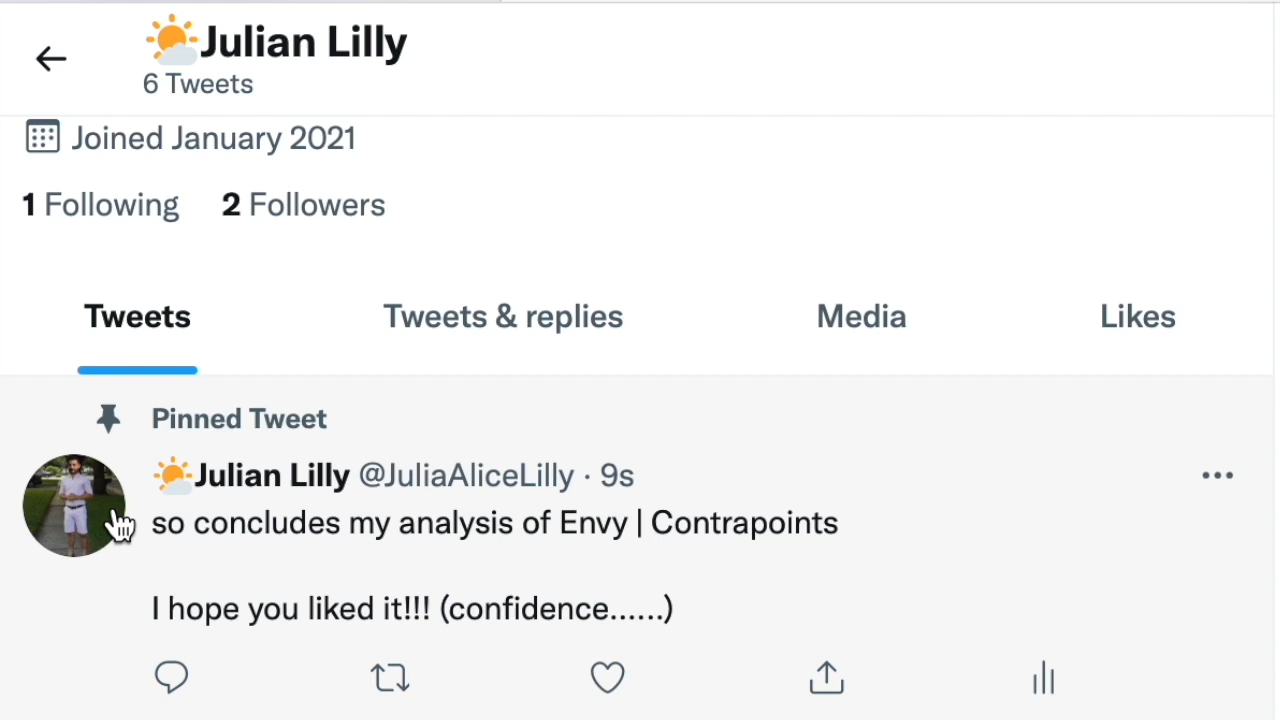 Julian Lilly
6 Tweets
Joined January 2021
1 Following 2 Followers
Tweets Tweets & replies Media Likes
Pinned Tweet
Julian Lilly @JuliaAliceLilly · 9s
so concludes my analysis of Envy | Contrapoints
I hope you liked it!!! (confidence......)